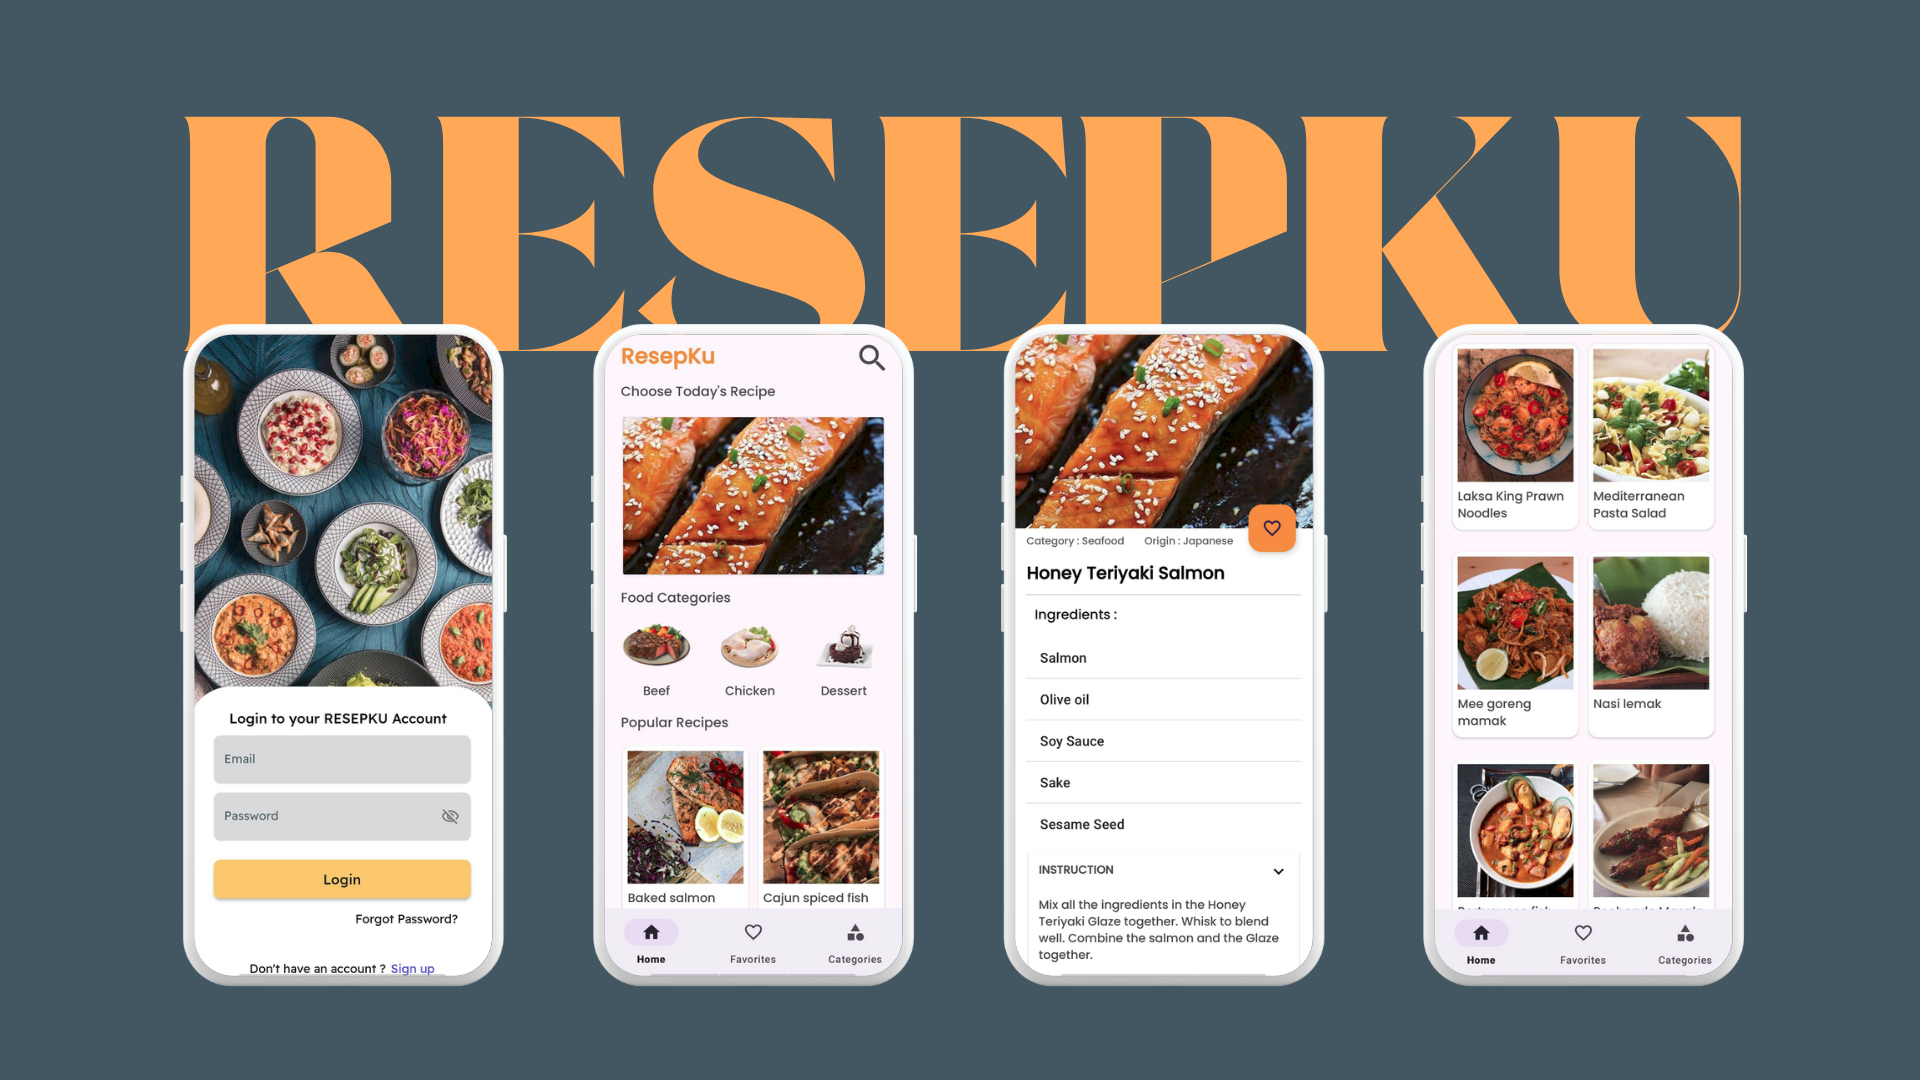 RESEPKU
Login to your RESEPKU Account
Email
Password
Login
Forgot Password?
Don't have an account ? Sign up
ResepKu
Choose Today's Recipe
Food Categories
Beef Chicken Dessert
Popular Recipes
Baked salmon Cajun spiced fish
Home Favorites Categories
Category : Seafood Origin : Japanese
Honey Teriyaki Salmon
Ingredients :
Salmon
Olive oil
Soy Sauce
Sake
Sesame Seed
INSTRUCTION
Mix all the ingredients in the Honey
Teriyaki Glaze together. Whisk to blend
well. Combine the salmon and the Glaze
together.
Laksa King Prawn
Noodles
Mediterranean
Pasta Salad
Mee goreng
mamak
Nasi lemak
Home Favorites Categories